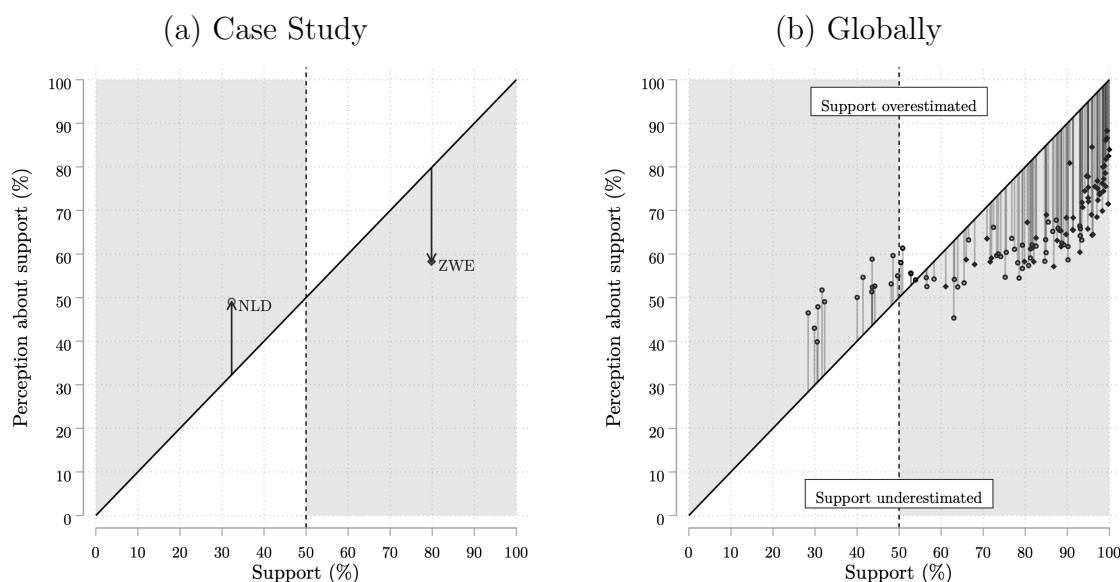 (a) Case Study
(b) Globally
Perception about support (%)
100
90
80
70
60
50
40
30
20
10
0
NLD
ZWE
0 10 20 30 40 50 60 70 80 90 100
Support (%)
Perception about support (%)
100
90
80
70
60
50
40
30
20
10
0
Support overestimated
Support underestimated
0 10 20 30 40 50 60 70 80 90 100
Support (%)